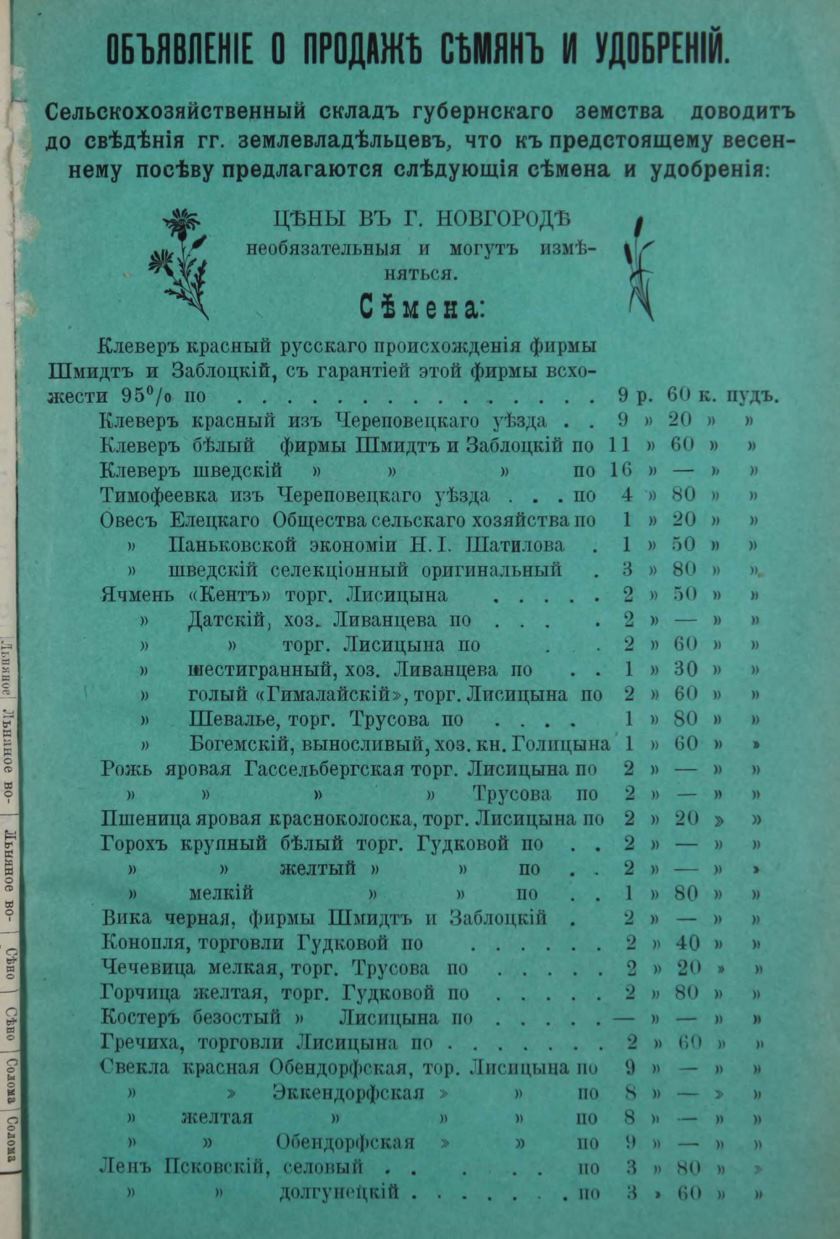 ОБЪЯВЛЕНІЕ О ПРОДАЖѢ СѢМЯНЪ И УДОБРЕНІЙ.
Сельскохозяйственный складъ губернскаго земства доводитъ
до свѣдѣнія гг. землевладѣльцевъ, что къ предстоящему весен-
нему посѣву предлагаются слѣдующія сѣмена и удобренія:
ЦѢНЫ ВЪ Г. НОВГОРОДѢ
необязательныя и могутъ измѣ-
няться.
Сѣмена:
Клеверъ красный русскаго происхожденія фирмы
Шмидтъ и Заблоцкій, съ гарантіей этой фирмы всхо-
жести 95% по . . . . . . . . . . . . . . . 9 р. 60 к. пудъ.
Клеверъ красный изъ Череповецкаго уѣзда . . 9 » 20 » »
Клеверъ бѣлый фирмы Шмидтъ и Заблоцкій по 11 » 60 » »
Клеверъ шведскій » » » по 16 » — » »
Тимофеевка изъ Череповецкаго уѣзда . . . по 4 » 80 » »
Овесъ Елецкаго Общества сельскаго хозяйства по 1 » 20 » »
» Паньковской экономіи Н. І. Шатилова . 1 » 50 » »
» шведскій селекціонный оригинальный . 3 » 80 » »
Ячмень «Кентъ» торг. Лисицына . . . . . 2 » 50 » »
» Датскій, хоз. Ливанцева по . . . . 2 » — » »
» » торг. Лисицына по . . . 2 » 60 » »
» шестигранный, хоз. Ливанцева по . . 1 » 30 » »
» голый «Гималайскій», торг. Лисицына по 2 » 60 » »
» Шевалье, торг. Трусова по . . . . 1 » 80 » »
» Богемскій, выносливый, хоз. кн. Голицына 1 » 60 » »
Рожь яровая Гассельбергская торг. Лисицына по 2 » — » »
» » » » Трусова по 2 » — » »
Пшеница яровая красноколоска, торг. Лисицына по 2 » 20 » »
Горохъ крупный бѣлый торг. Гудковой по . . 2 » — » »
» » желтый » » по . . 2 » — » »
» мелкій » » по . . 1 » 80 » »
Вика черная, фирмы Шмидтъ и Заблоцкій . 2 » — » »
Конопля, торговли Гудковой по . . . . . . 2 » 40 » »
Чечевица мелкая, торг. Трусова по . . . . . 2 » 20 » »
Горчица желтая, торг. Гудковой по . . . . . 2 » 80 » »
Костеръ безостый » Лисицына по . . . . . — » — » »
Гречиха, торговли Лисицына по . . . . . . . 2 » 60 » »
Свекла красная Обендорфская, тор. Лисицына по 9 » — » »
» » Эккендорфская » » по 8 » — » »
» желтая » » » по 8 » — » »
» » Обендорфская » » по 9 » — » »
Ленъ Псковскій, селовый . . . . . по 3 » 80 » »
» » долгунецкій . . . . . . . по 3 » 60 » »
Льняное
Льняное во-
Льняное во-
Сѣно
Сѣно
Солома
Солома